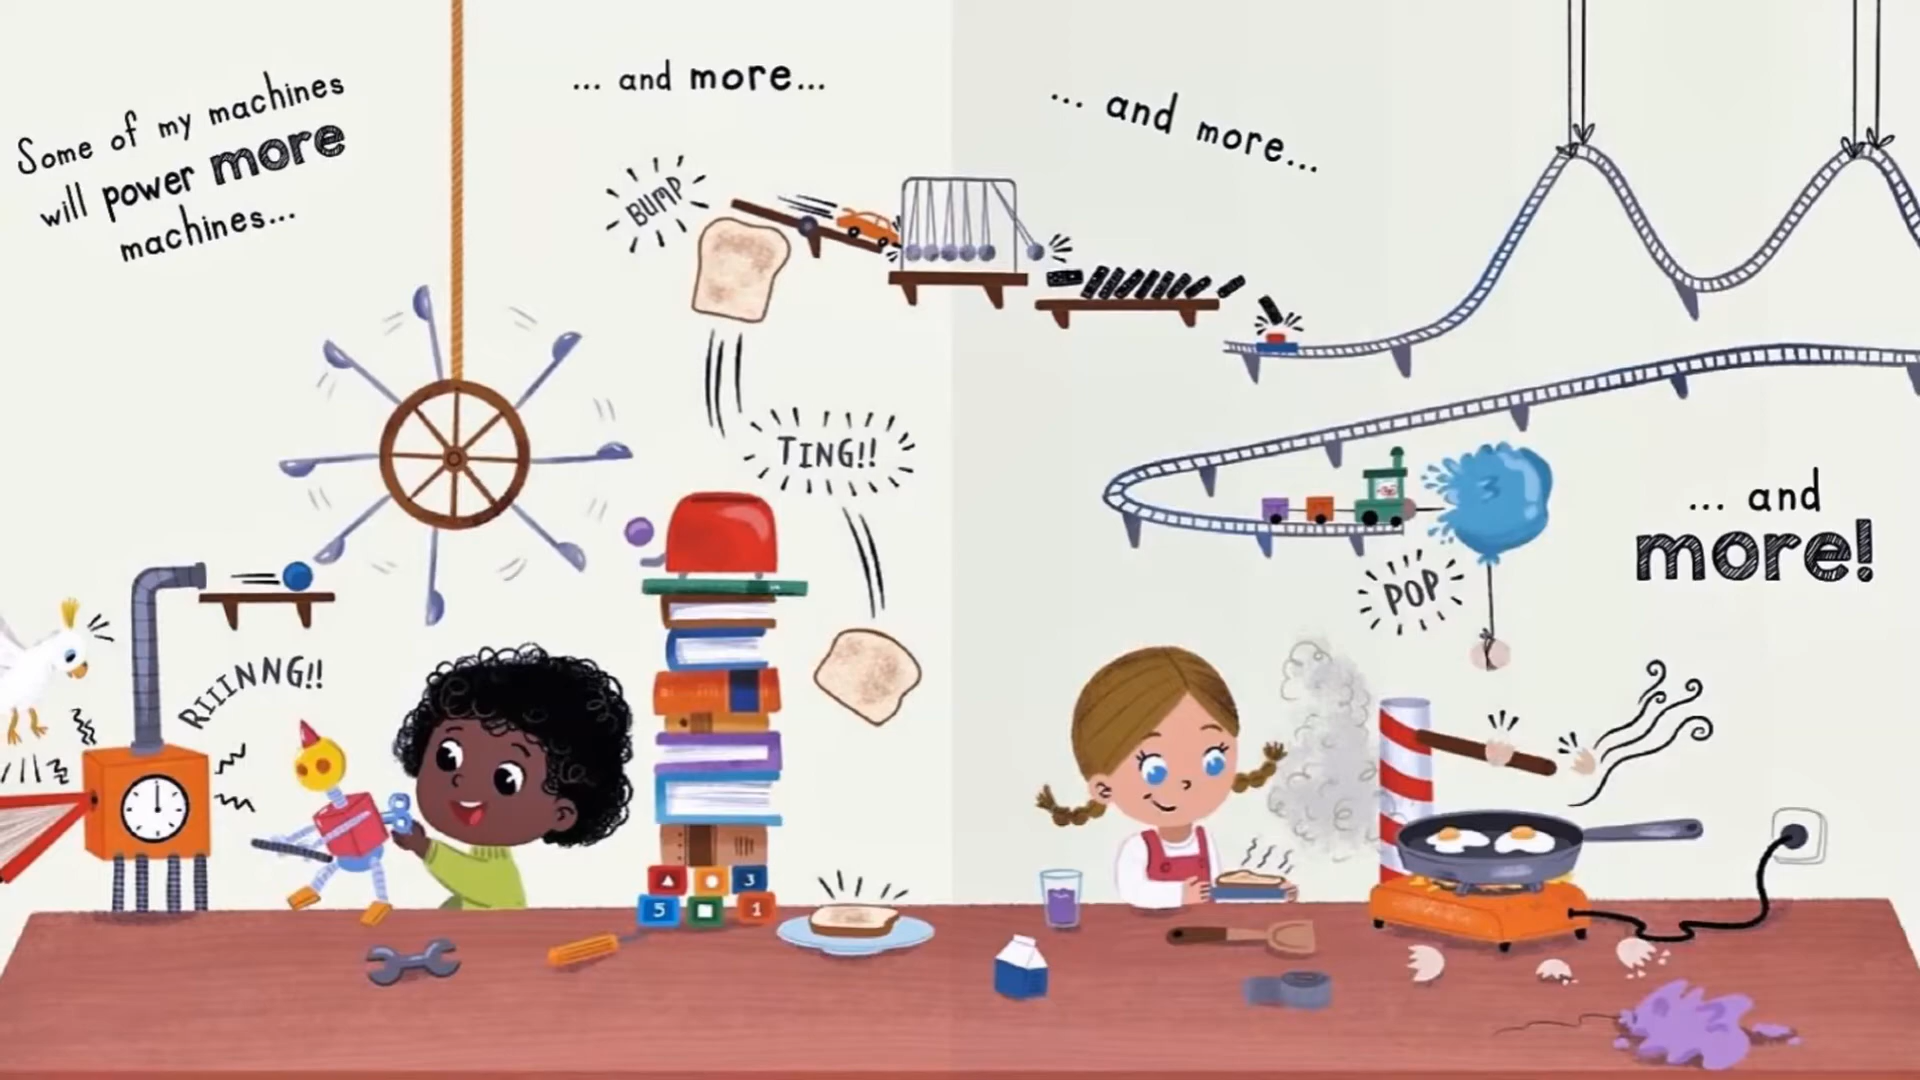 Some of my machines
will power more
machines...
... and more...
... and more...
BUMP
TING!!
... and
more!
POP
RIIINNG!!
3
5
1